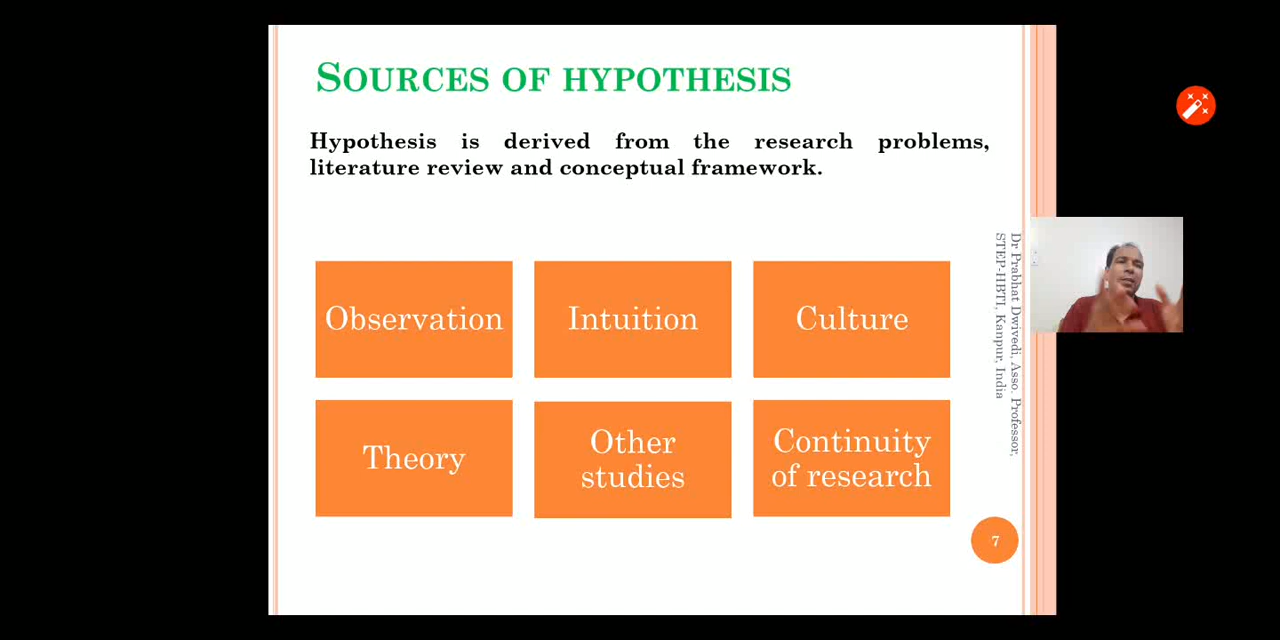 SOURCES OF HYPOTHESIS
Hypothesis is derived from the research problems,
literature review and conceptual framework.
Observation
Intuition
Culture
Theory
Other
studies
Continuity
of research
Dr Prabhat Dwivedi, Asso. Professor,
STEP-HBTI, Kanpur, India
7